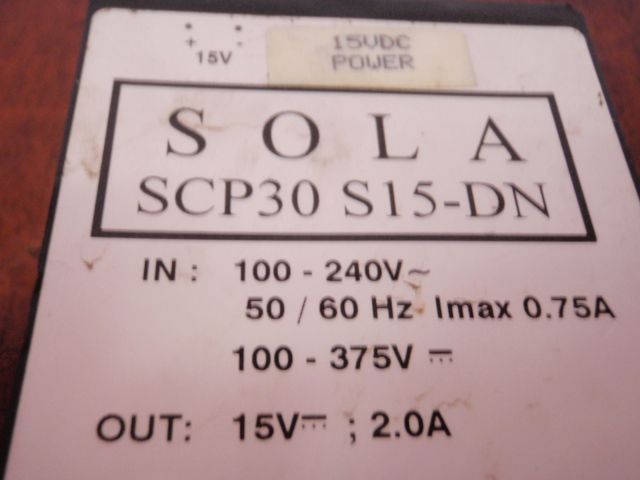 15VDC
POWER
+ -
15V
SOLA
SCP30 S15-DN
IN : 100 - 240V~
50 / 60 Hz Imax 0.75A
100 - 375V ⎓
OUT: 15V⎓ ; 2.0A